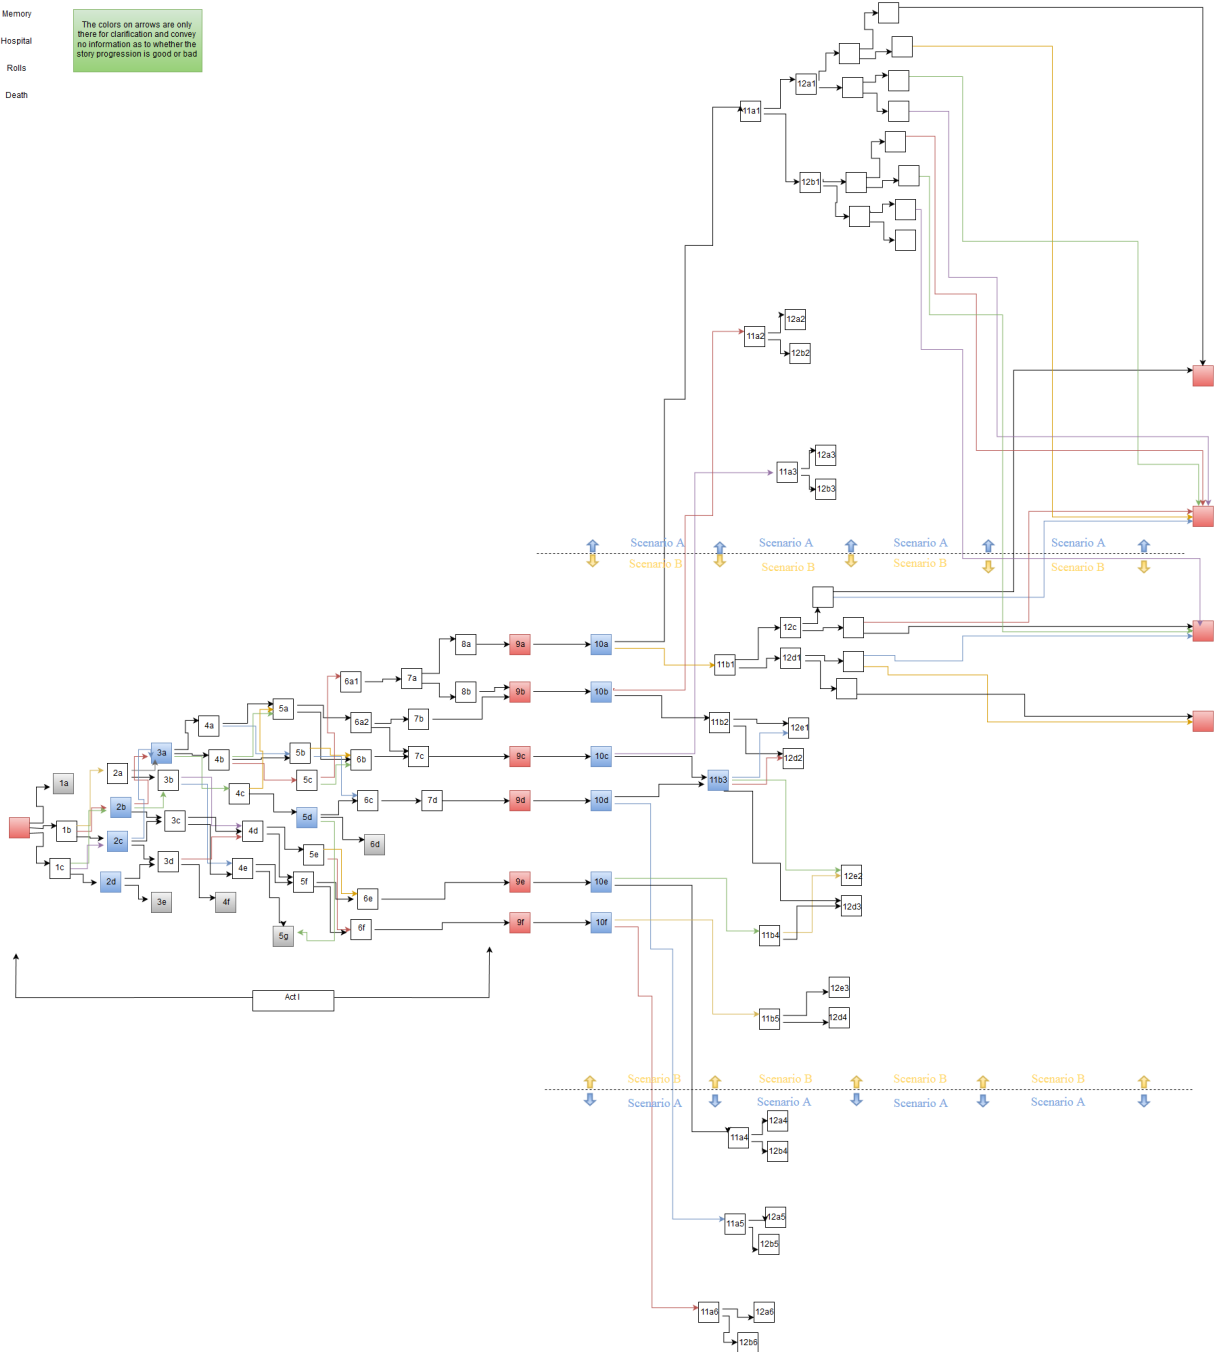 Memory
Hospital
Rolls
Death
The colors on arrows are only
there for clarification and convey
no information as to whether the
story progression is good or bad
12a1
11a1
12b1
12a2
11a2
12b2
12a3
11a3
12b3
Scenario A
Scenario A
Scenario A
Scenario A
Scenario B
Scenario B
Scenario B
Scenario B
12c
8a
9a
10a
11b1
12d1
6a1
7a
8b
9b
10b
5a
6a2
7b
11b2
12e1
4a
3a
4b
5b
6b
7c
9c
10c
12d2
2a
3b
5c
11b3
1a
4c
2b
6c
7d
9d
10d
1b
3c
5d
4d
2c
6d
5e
1c
3d
4e
2d
5f
9e
10e
12e2
3e
4f
6e
12d3
9f
10f
5g
6f
11b4
Act I
12e3
11b5
12d4
Scenario B
Scenario B
Scenario B
Scenario B
Scenario A
Scenario A
Scenario A
Scenario A
12a4
11a4
12b4
12a5
11a5
12b5
11a6
12a6
12b6